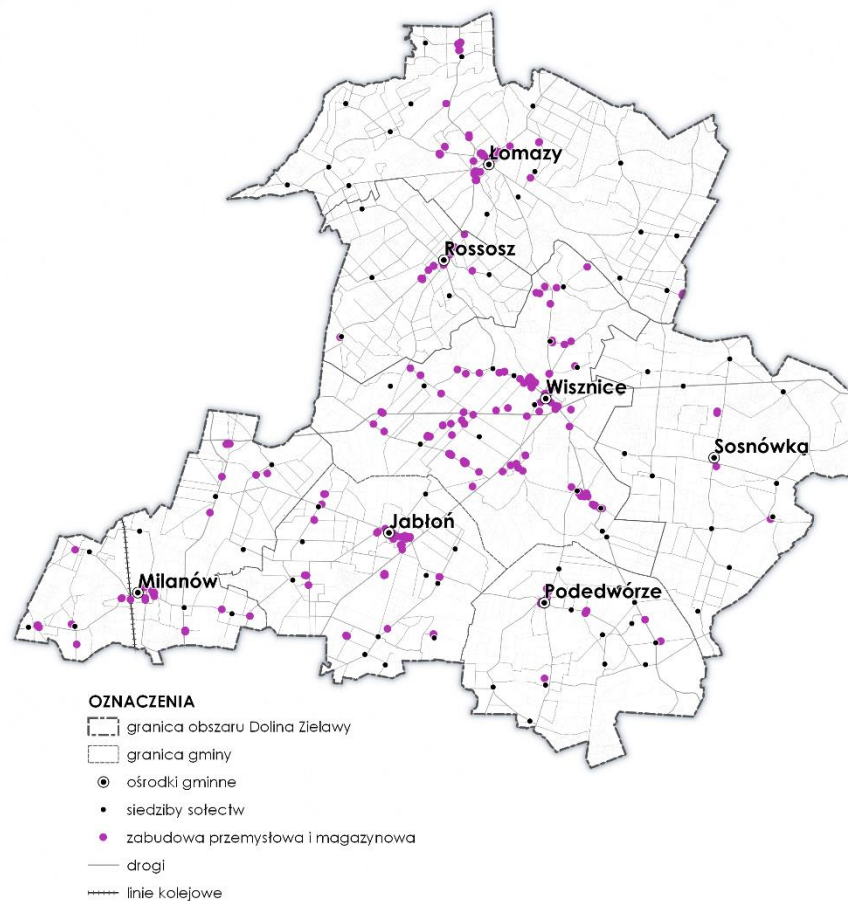 Łomazy
Rossosz
Wisznice
Sosnówka
Jabłoń
Milanów
Podedwórze
OZNACZENIA
granica obszaru Dolina Zielawy
granica gminy
ośrodki gminne
siedziby sołectw
zabudowa przemysłowa i magazynowa
drogi
linie kolejowe